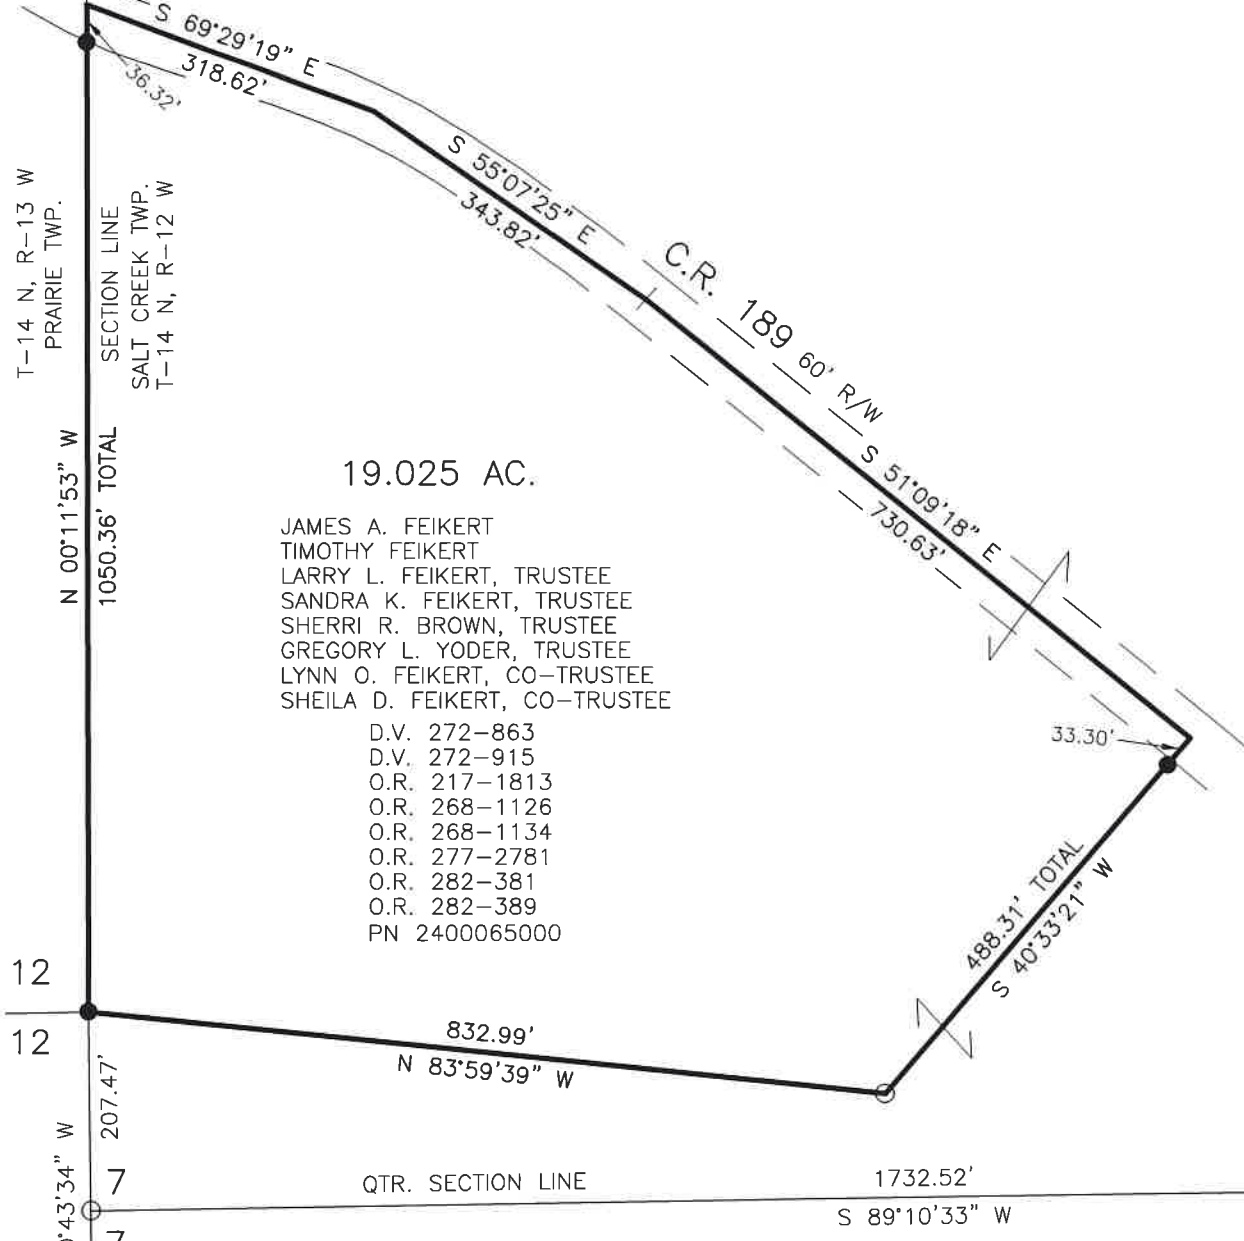 S 69°29'19" E
318.62'
36.32'
S 55°07'25" E
343.82'
C.R. 189 60' R/W
T-14 N, R-13 W
PRAIRIE TWP.
SECTION LINE
SALT CREEK TWP.
T-14 N, R-12 W
N 00°11'53" W
1050.36' TOTAL
S 51°09'18" E
730.63'
19.025 AC.
JAMES A. FEIKERT
TIMOTHY FEIKERT
LARRY L. FEIKERT, TRUSTEE
SANDRA K. FEIKERT, TRUSTEE
SHERRI R. BROWN, TRUSTEE
GREGORY L. YODER, TRUSTEE
LYNN O. FEIKERT, CO-TRUSTEE
SHEILA D. FEIKERT, CO-TRUSTEE
D.V. 272-863
D.V. 272-915
O.R. 217-1813
O.R. 268-1126
O.R. 268-1134
O.R. 277-2781
O.R. 282-381
O.R. 282-389
PN 2400065000
33.30'
488.31' TOTAL
S 40°33'21" W
12
12
832.99'
N 83°59'39" W
207.47'
43'34" W
7
QTR. SECTION LINE
1732.52'
S 89°10'33" W
7